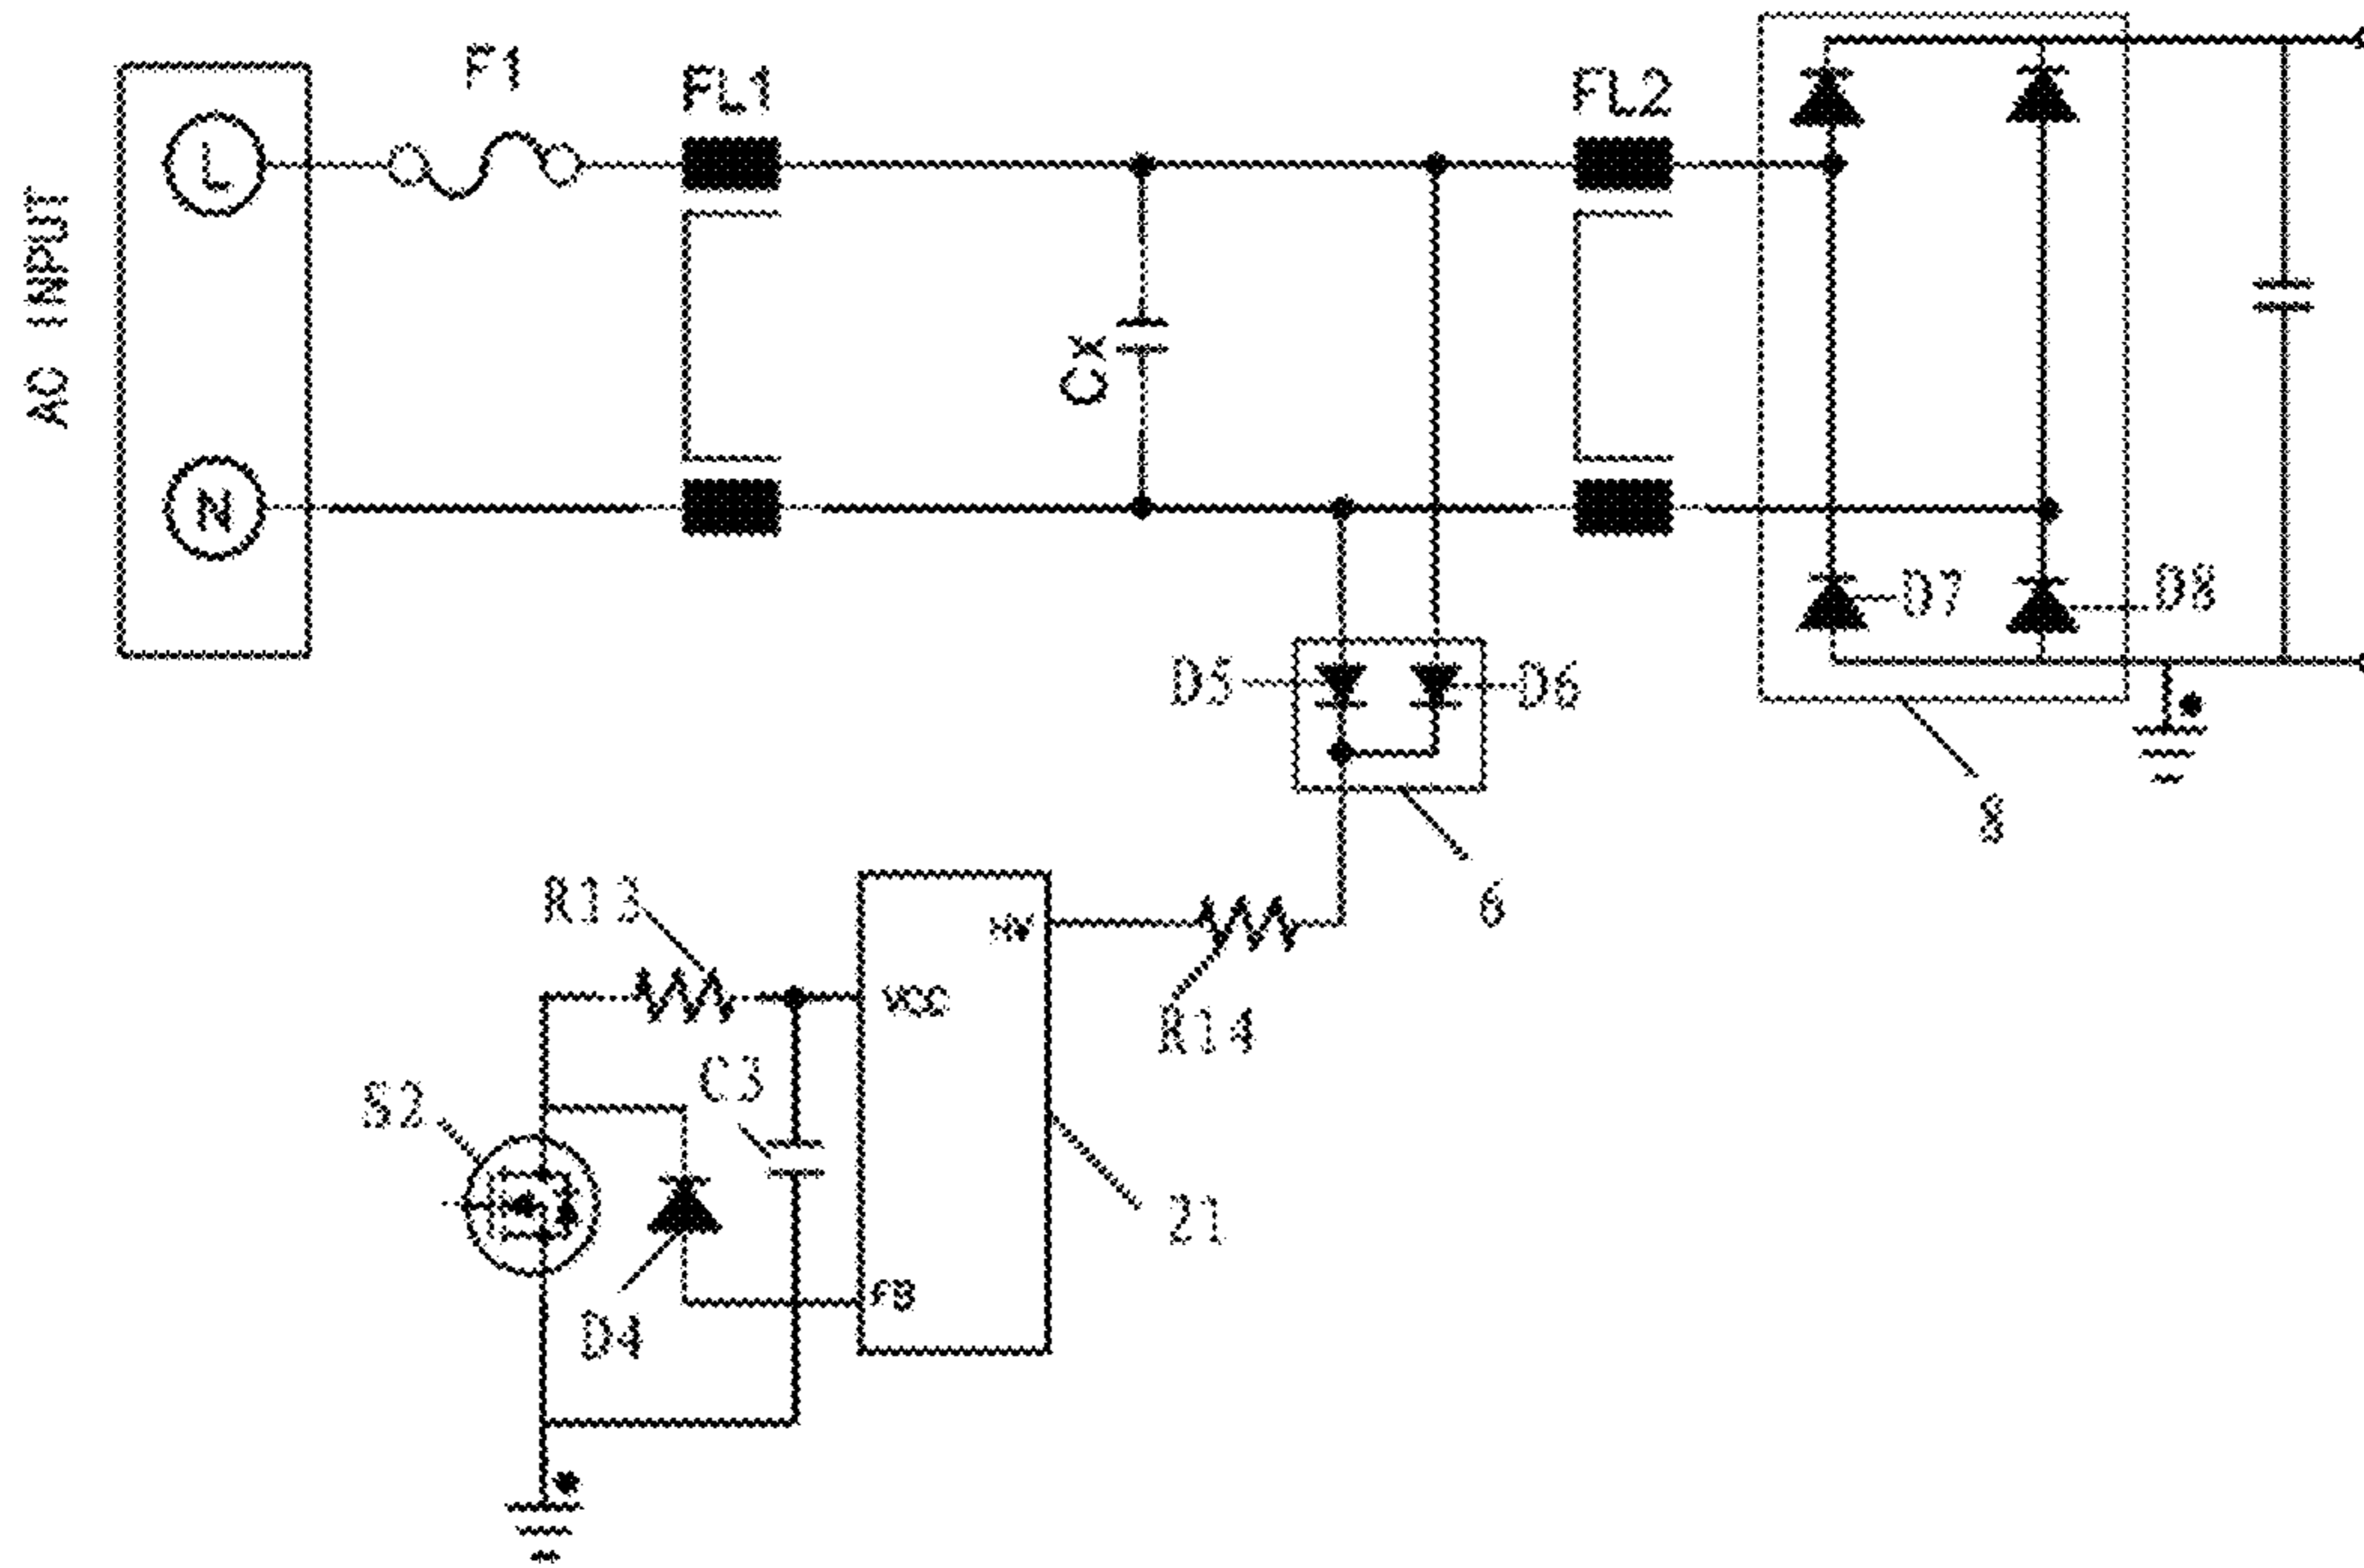 F1
FL1
FL2
L
AC INPUT
Cx
N
D7
D8
D5
D6
8
R13
HV
6
VCC
R14
C3
S2
21
FB
D4